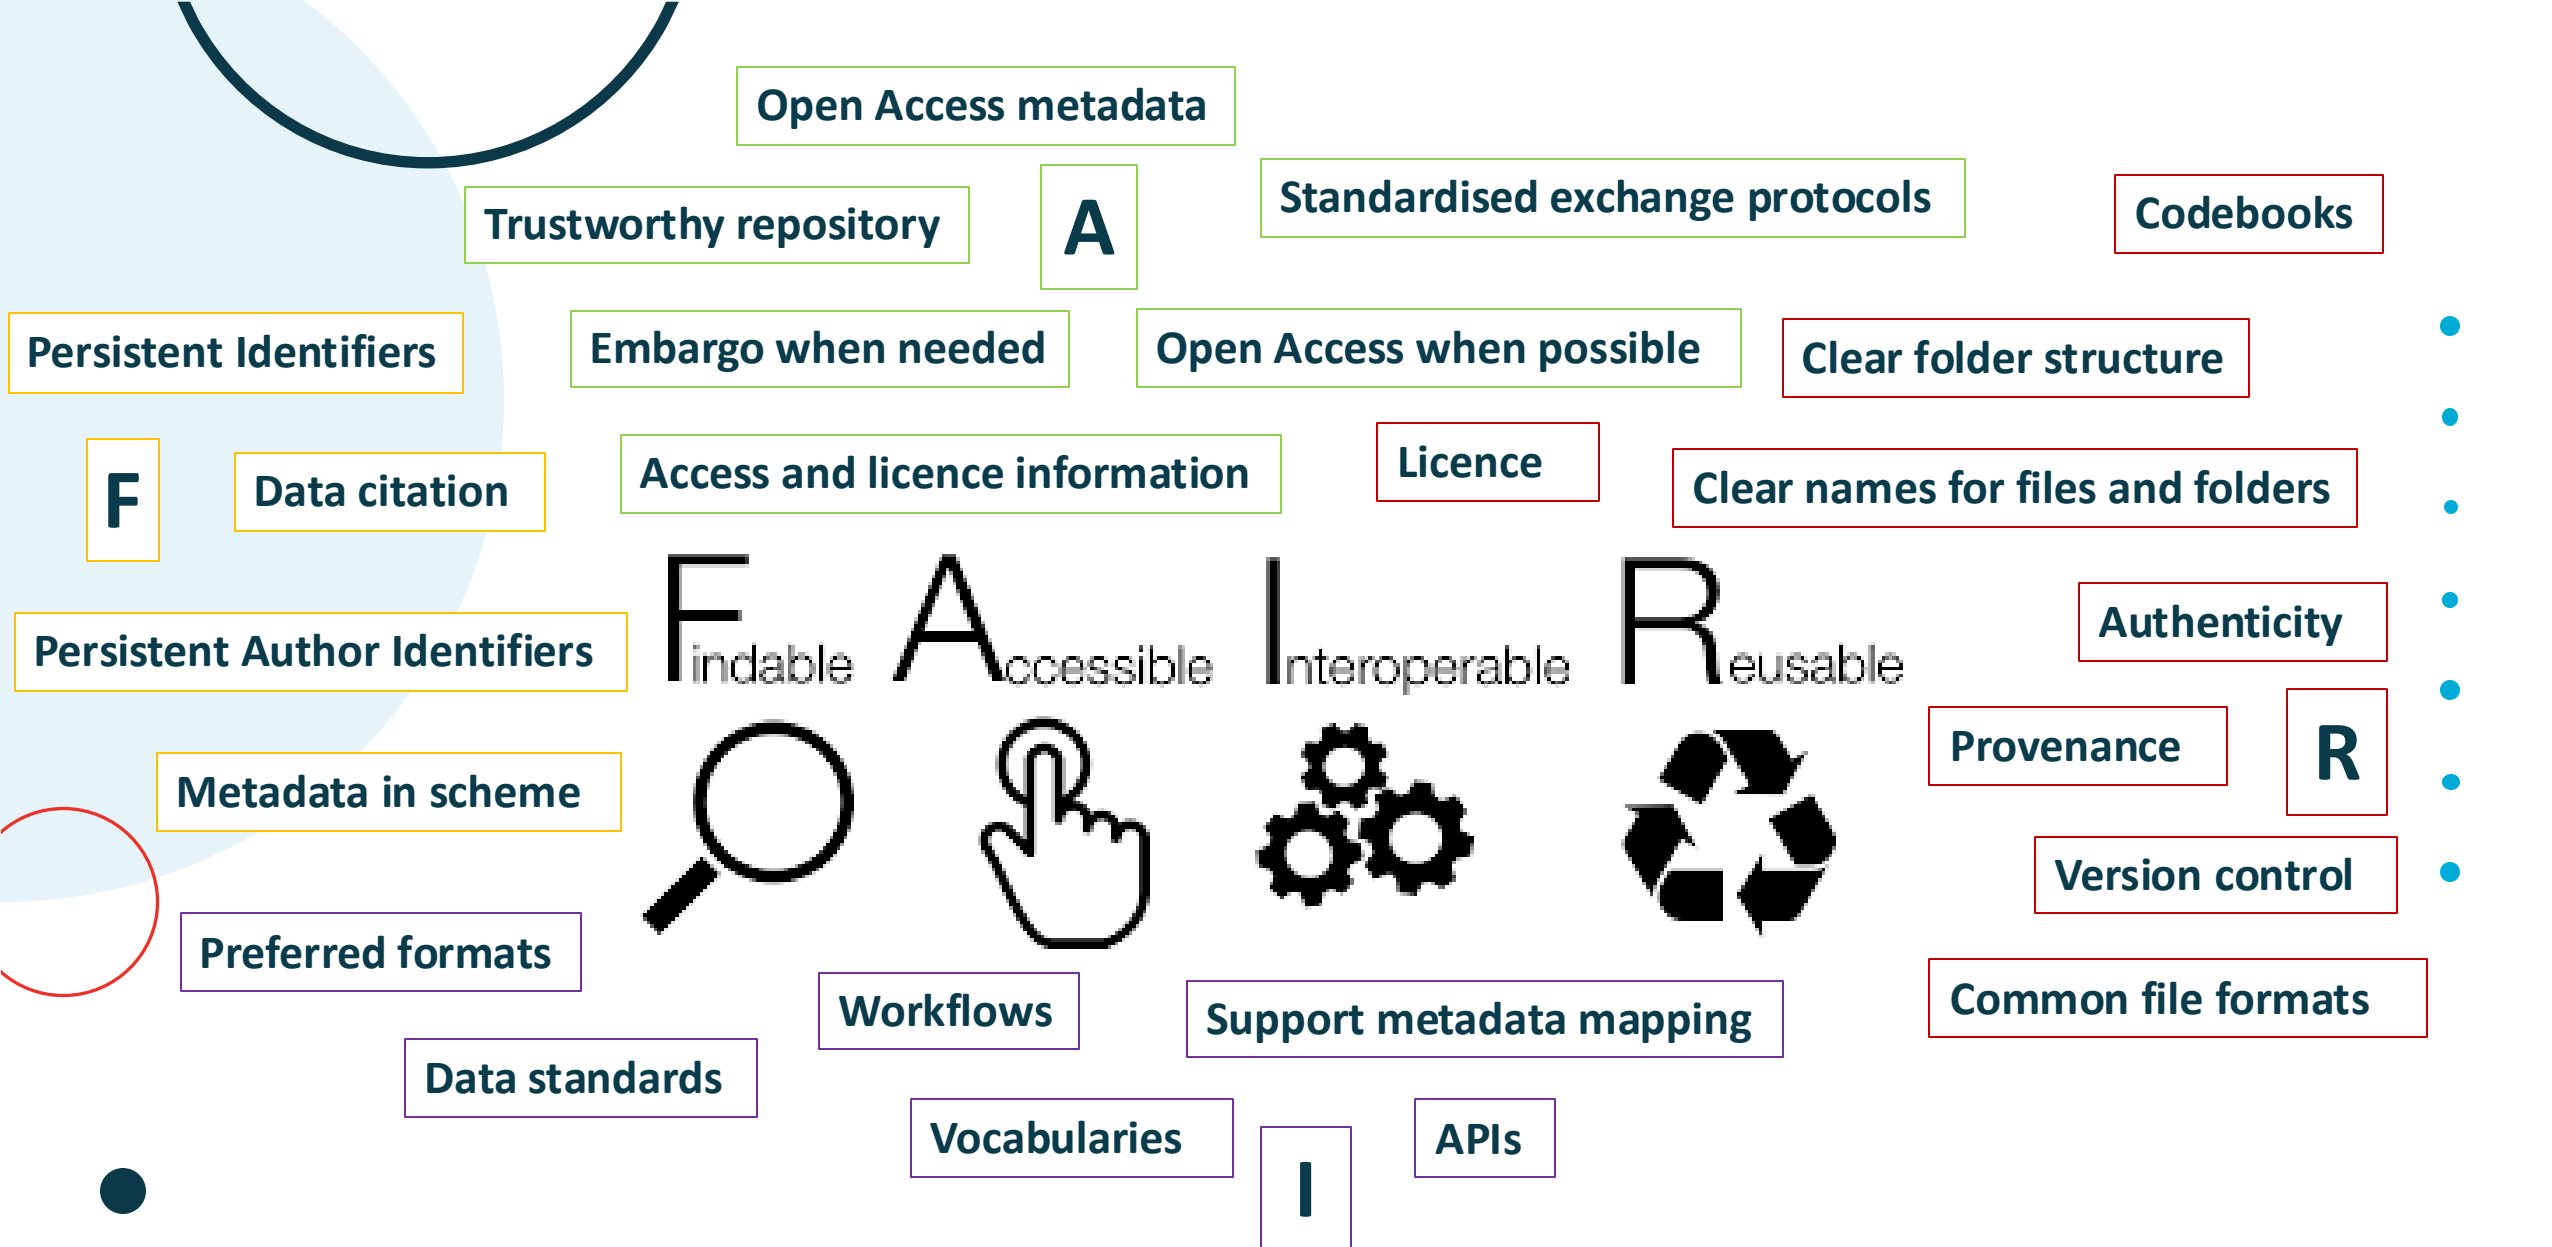 Open Access metadata
Standardised exchange protocols
Codebooks
Trustworthy repository
A
Persistent Identifiers
Embargo when needed
Open Access when possible
Clear folder structure
F
Data citation
Access and licence information
Licence
Clear names for files and folders
Persistent Author Identifiers
Findable Accessible Interoperable Reusable
Authenticity
Metadata in scheme
Provenance
R
Version control
Preferred formats
Workflows
Support metadata mapping
Common file formats
Data standards
Vocabularies
I
APIs